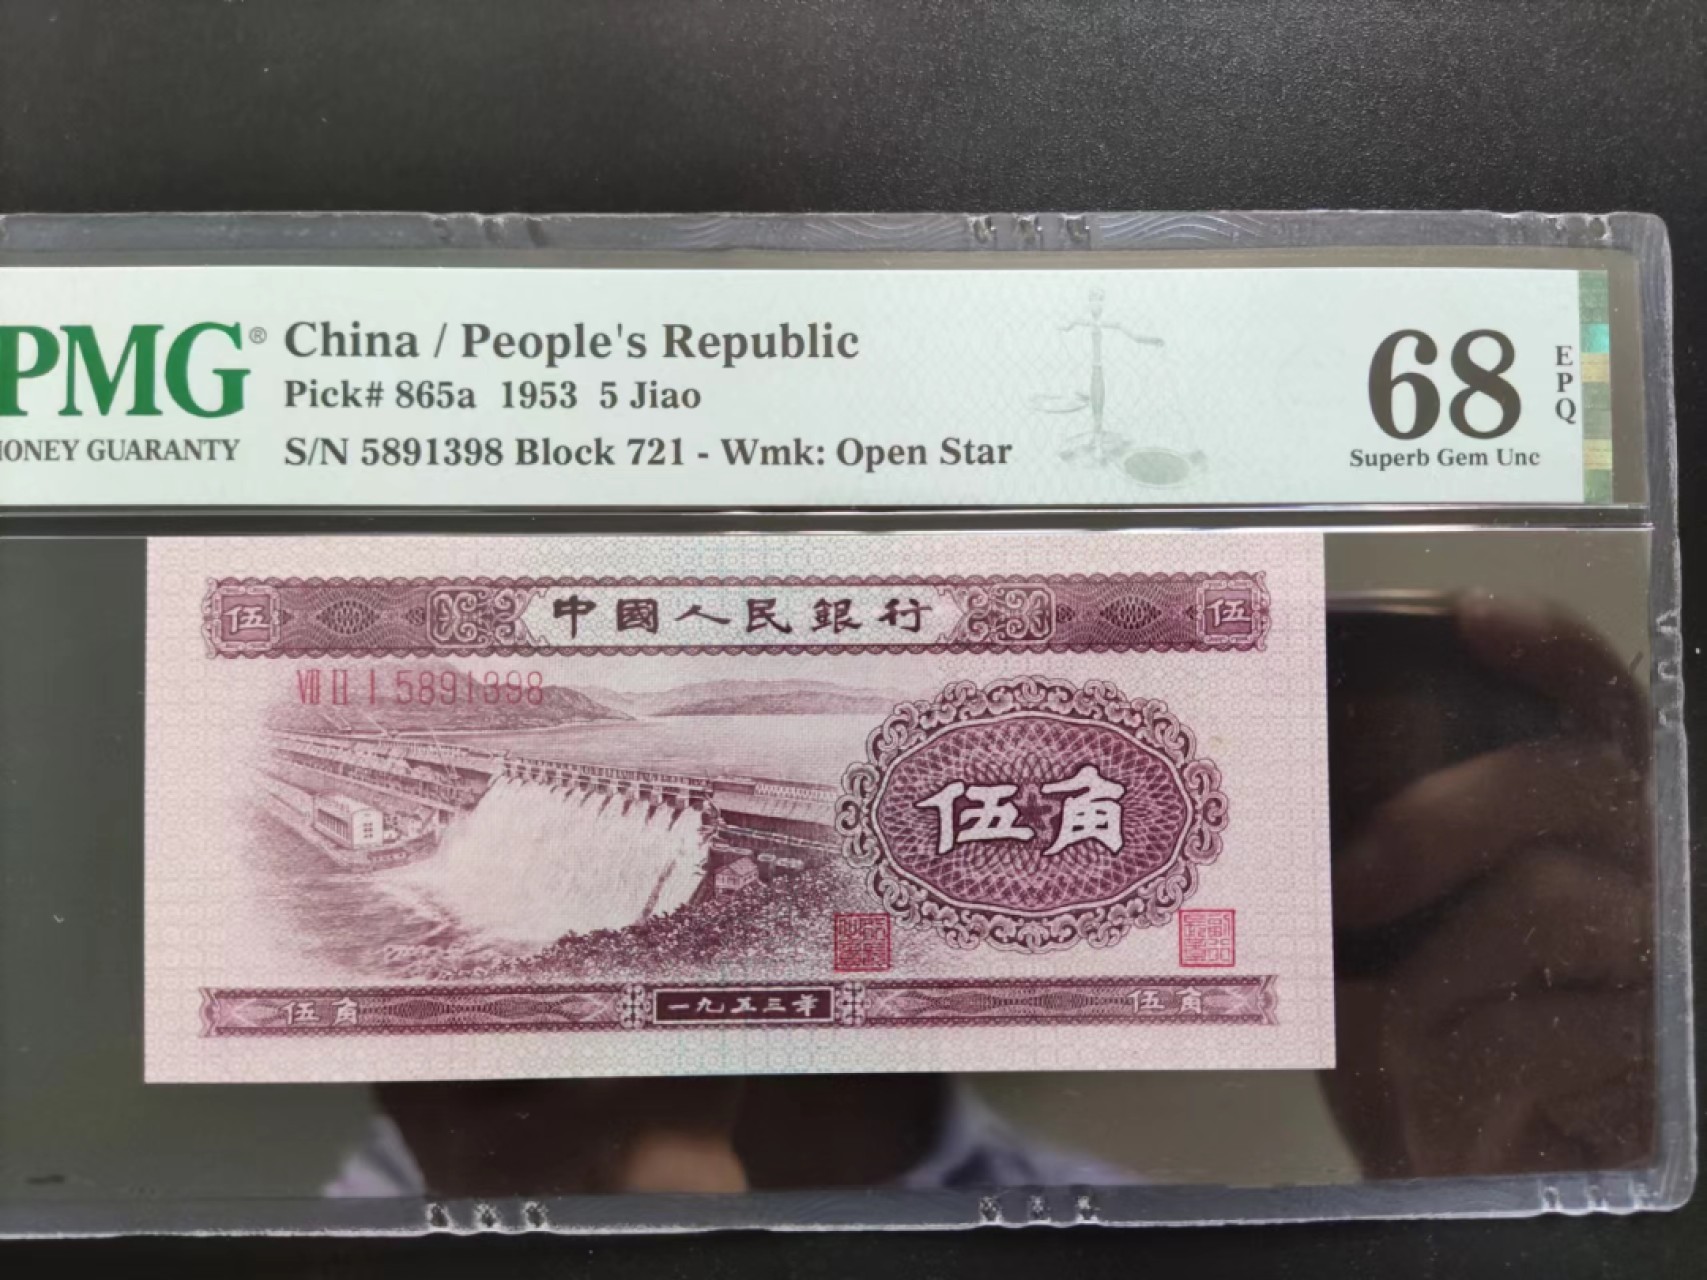 PMG®
MONEY GUARANTY
China / People's Republic
Pick# 865a 1953 5 Jiao
S/N 5891398 Block 721 - Wmk: Open Star
68 EPQ
Superb Gem Unc
伍 中國人民銀行 伍
VII II I 5891398
伍角
伍角 一九五三年 伍角